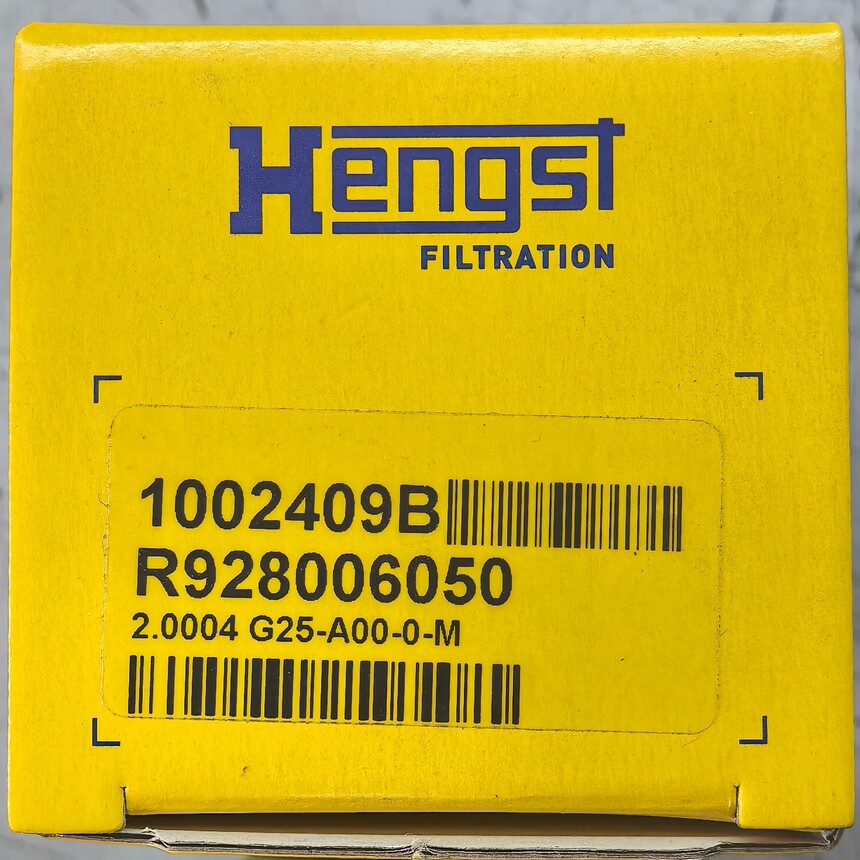 Hengst
FILTRATION
1002409B
R928006050
2.0004 G25-A00-0-M